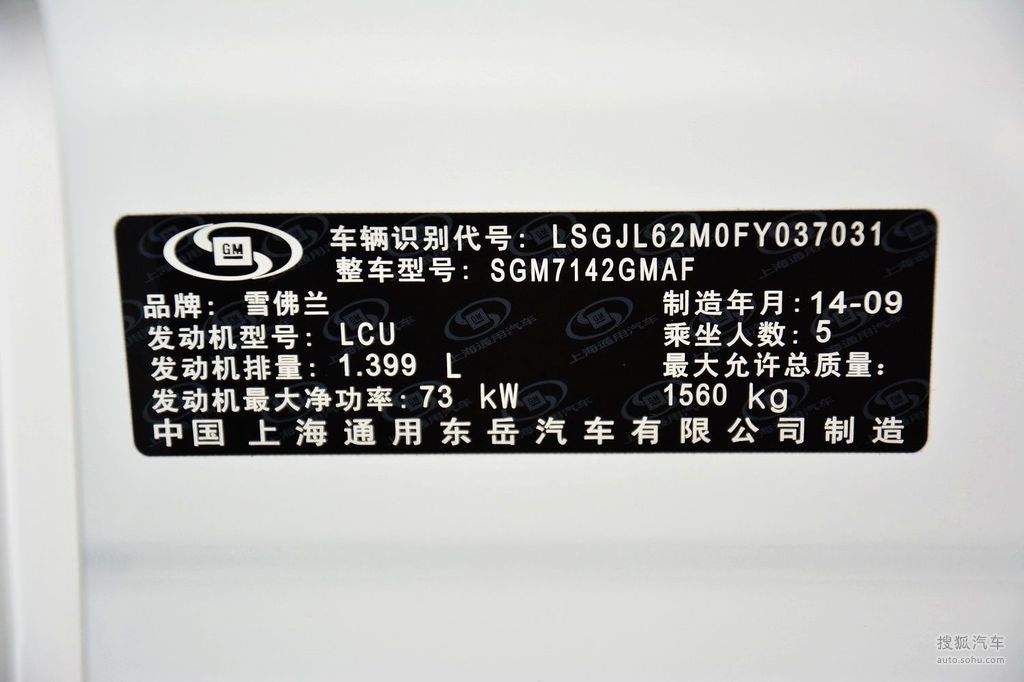 GM
车辆识别代号: LSGJL62M0FY037031
整车型号: SGM7142GMAF
品牌: 雪佛兰
制造年月: 14-09
发动机型号: LCU
乘坐人数: 5
发动机排量: 1.399 L
最大允许总质量:
发动机最大净功率: 73 kW
1560 kg
中国 上海通用东岳汽车有限公司制造
搜狐汽车
auto.sohu.com